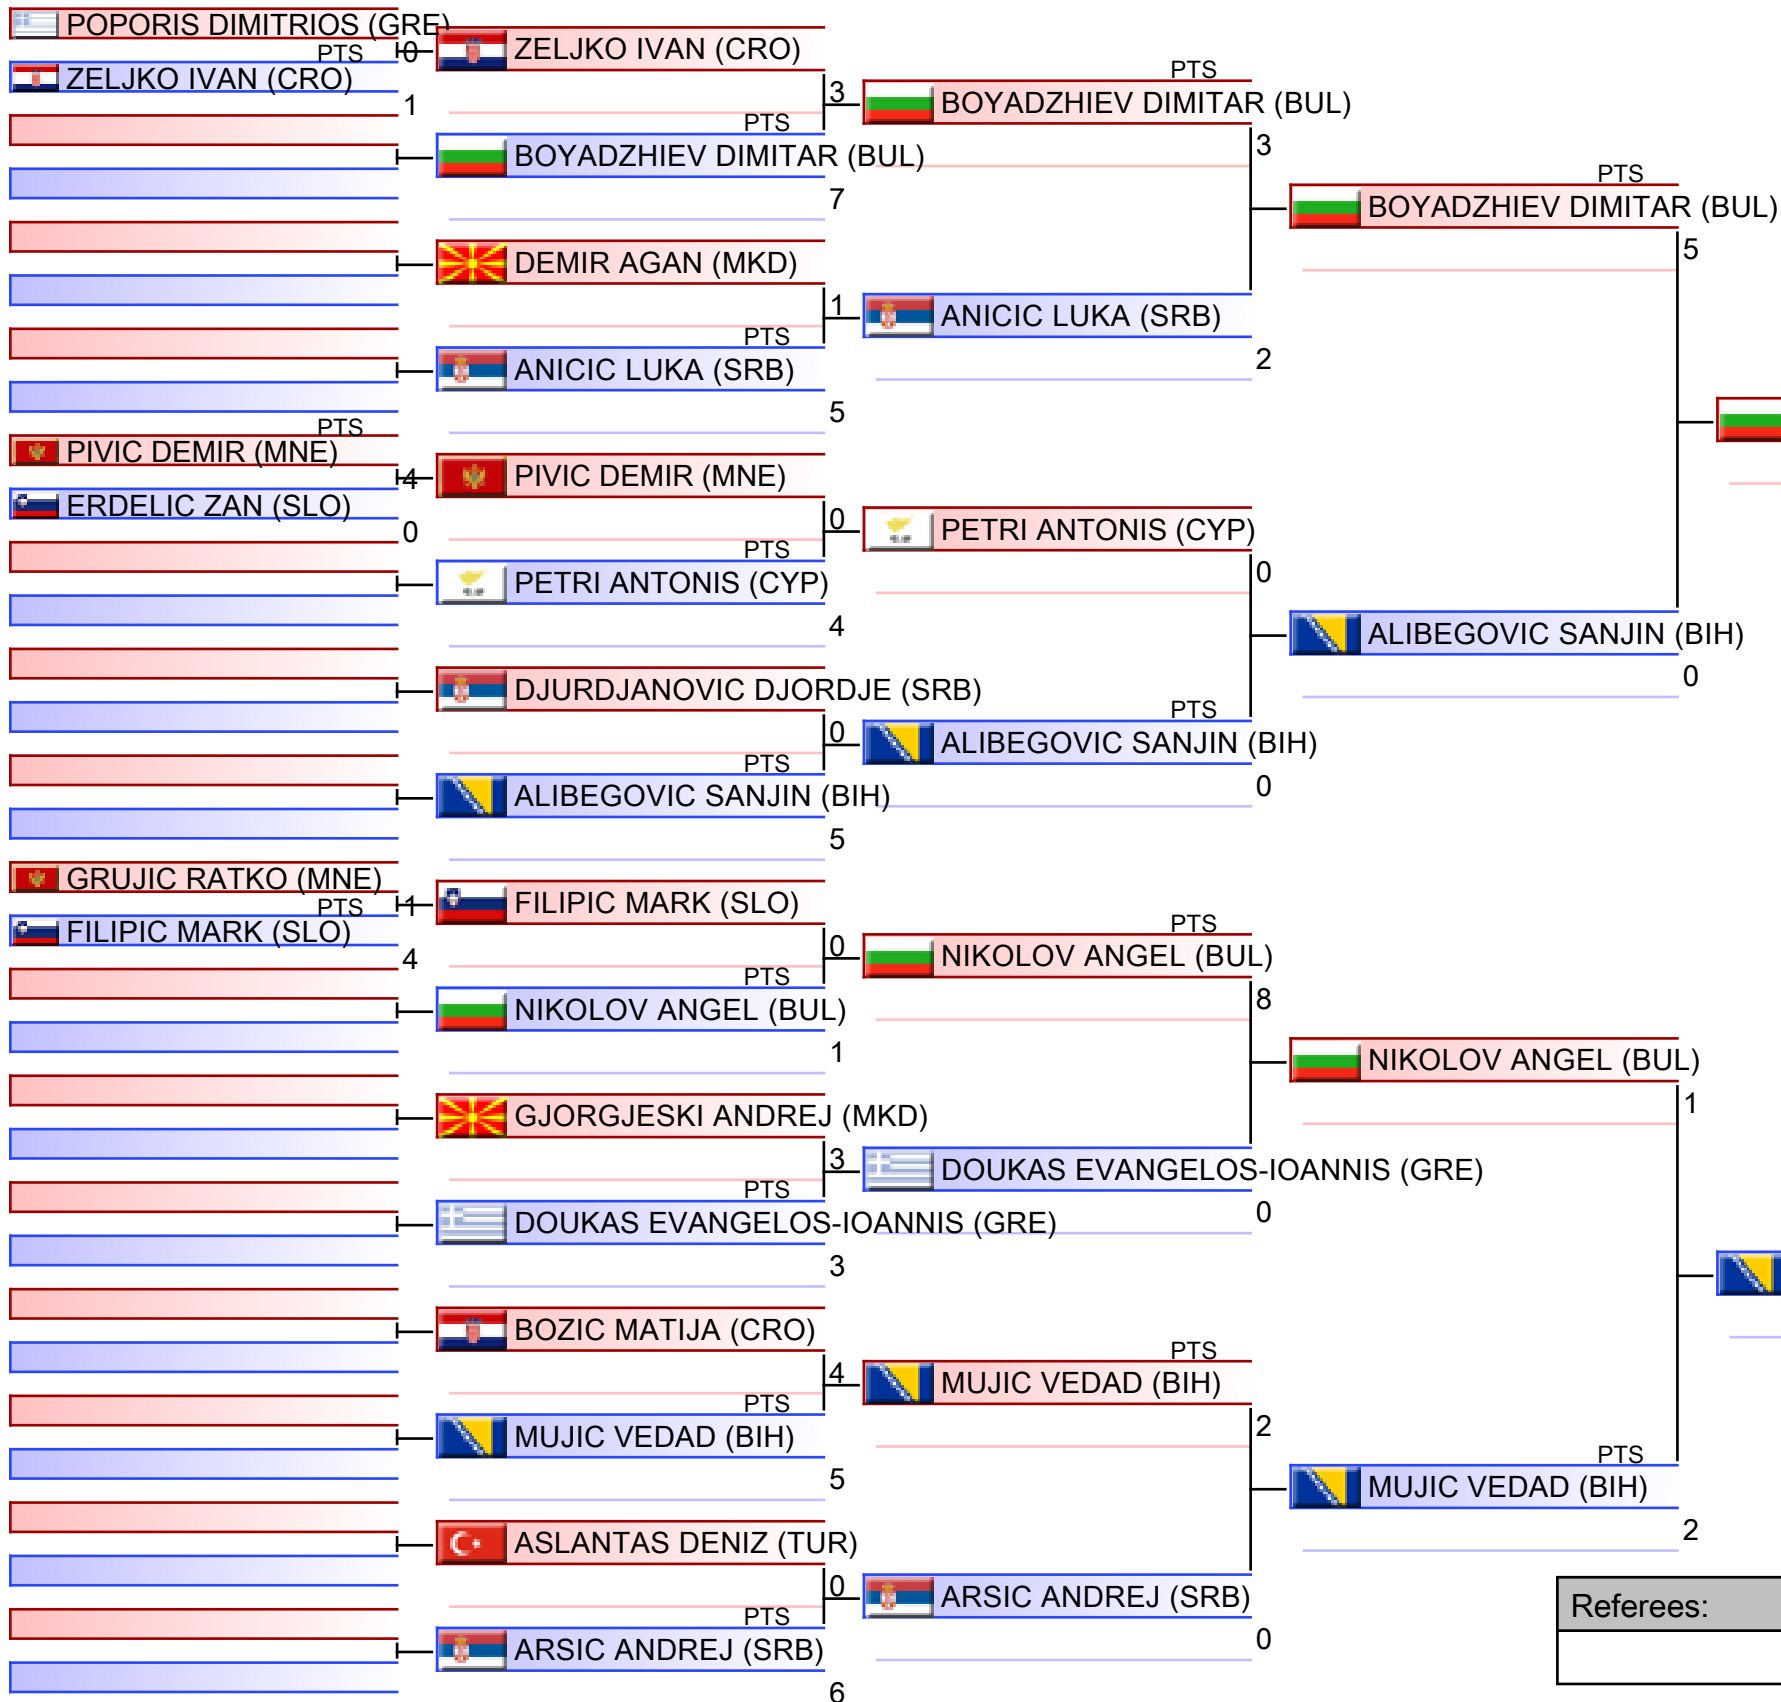 POPORIS DIMITRIOS (GRE)
PTS
0
ZELJKO IVAN (CRO)
1
PIVIC DEMIR (MNE)
PTS
4
ERDELIC ZAN (SLO)
0
GRUJIC RATKO (MNE)
PTS
1
FILIPIC MARK (SLO)
4
ZELJKO IVAN (CRO)
3
PTS
BOYADZHIEV DIMITAR (BUL)
7
DEMIR AGAN (MKD)
1
PTS
ANICIC LUKA (SRB)
5
PIVIC DEMIR (MNE)
0
PTS
PETRI ANTONIS (CYP)
4
DJURDJANOVIC DJORDJE (SRB)
0
PTS
ALIBEGOVIC SANJIN (BIH)
5
FILIPIC MARK (SLO)
0
PTS
NIKOLOV ANGEL (BUL)
1
GJORGJESKI ANDREJ (MKD)
3
PTS
DOUKAS EVANGELOS-IOANNIS (GRE)
3
BOZIC MATIJA (CRO)
4
PTS
MUJIC VEDAD (BIH)
5
ASLANTAS DENIZ (TUR)
0
PTS
ARSIC ANDREJ (SRB)
6
PTS
BOYADZHIEV DIMITAR (BUL)
3
ANICIC LUKA (SRB)
2
PETRI ANTONIS (CYP)
0
PTS
ALIBEGOVIC SANJIN (BIH)
0
PTS
NIKOLOV ANGEL (BUL)
8
DOUKAS EVANGELOS-IOANNIS (GRE)
0
PTS
MUJIC VEDAD (BIH)
2
ARSIC ANDREJ (SRB)
0
PTS
BOYADZHIEV DIMITAR (BUL)
5
ALIBEGOVIC SANJIN (BIH)
0
NIKOLOV ANGEL (BUL)
1
PTS
MUJIC VEDAD (BIH)
2
Referees: